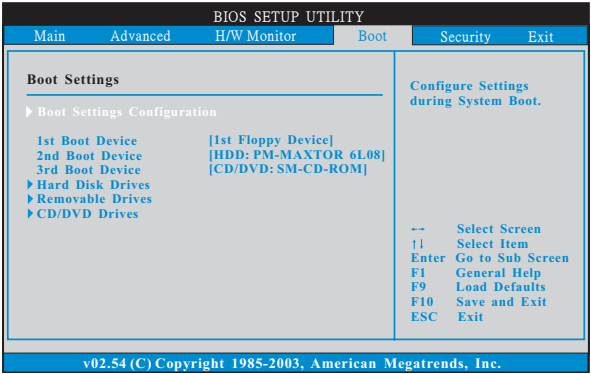 BIOS SETUP UTILITY
Main Advanced H/W Monitor Boot Security Exit
Boot Settings
Boot Settings Configuration
1st Boot Device [1st Floppy Device]
2nd Boot Device [HDD: PM-MAXTOR 6L08]
3rd Boot Device [CD/DVD: SM-CD-ROM]
Hard Disk Drives
Removable Drives
CD/DVD Drives
Configure Settings
during System Boot.
←→ Select Screen
↑↓ Select Item
Enter Go to Sub Screen
F1 General Help
F9 Load Defaults
F10 Save and Exit
ESC Exit
v02.54 (C) Copyright 1985-2003, American Megatrends, Inc.